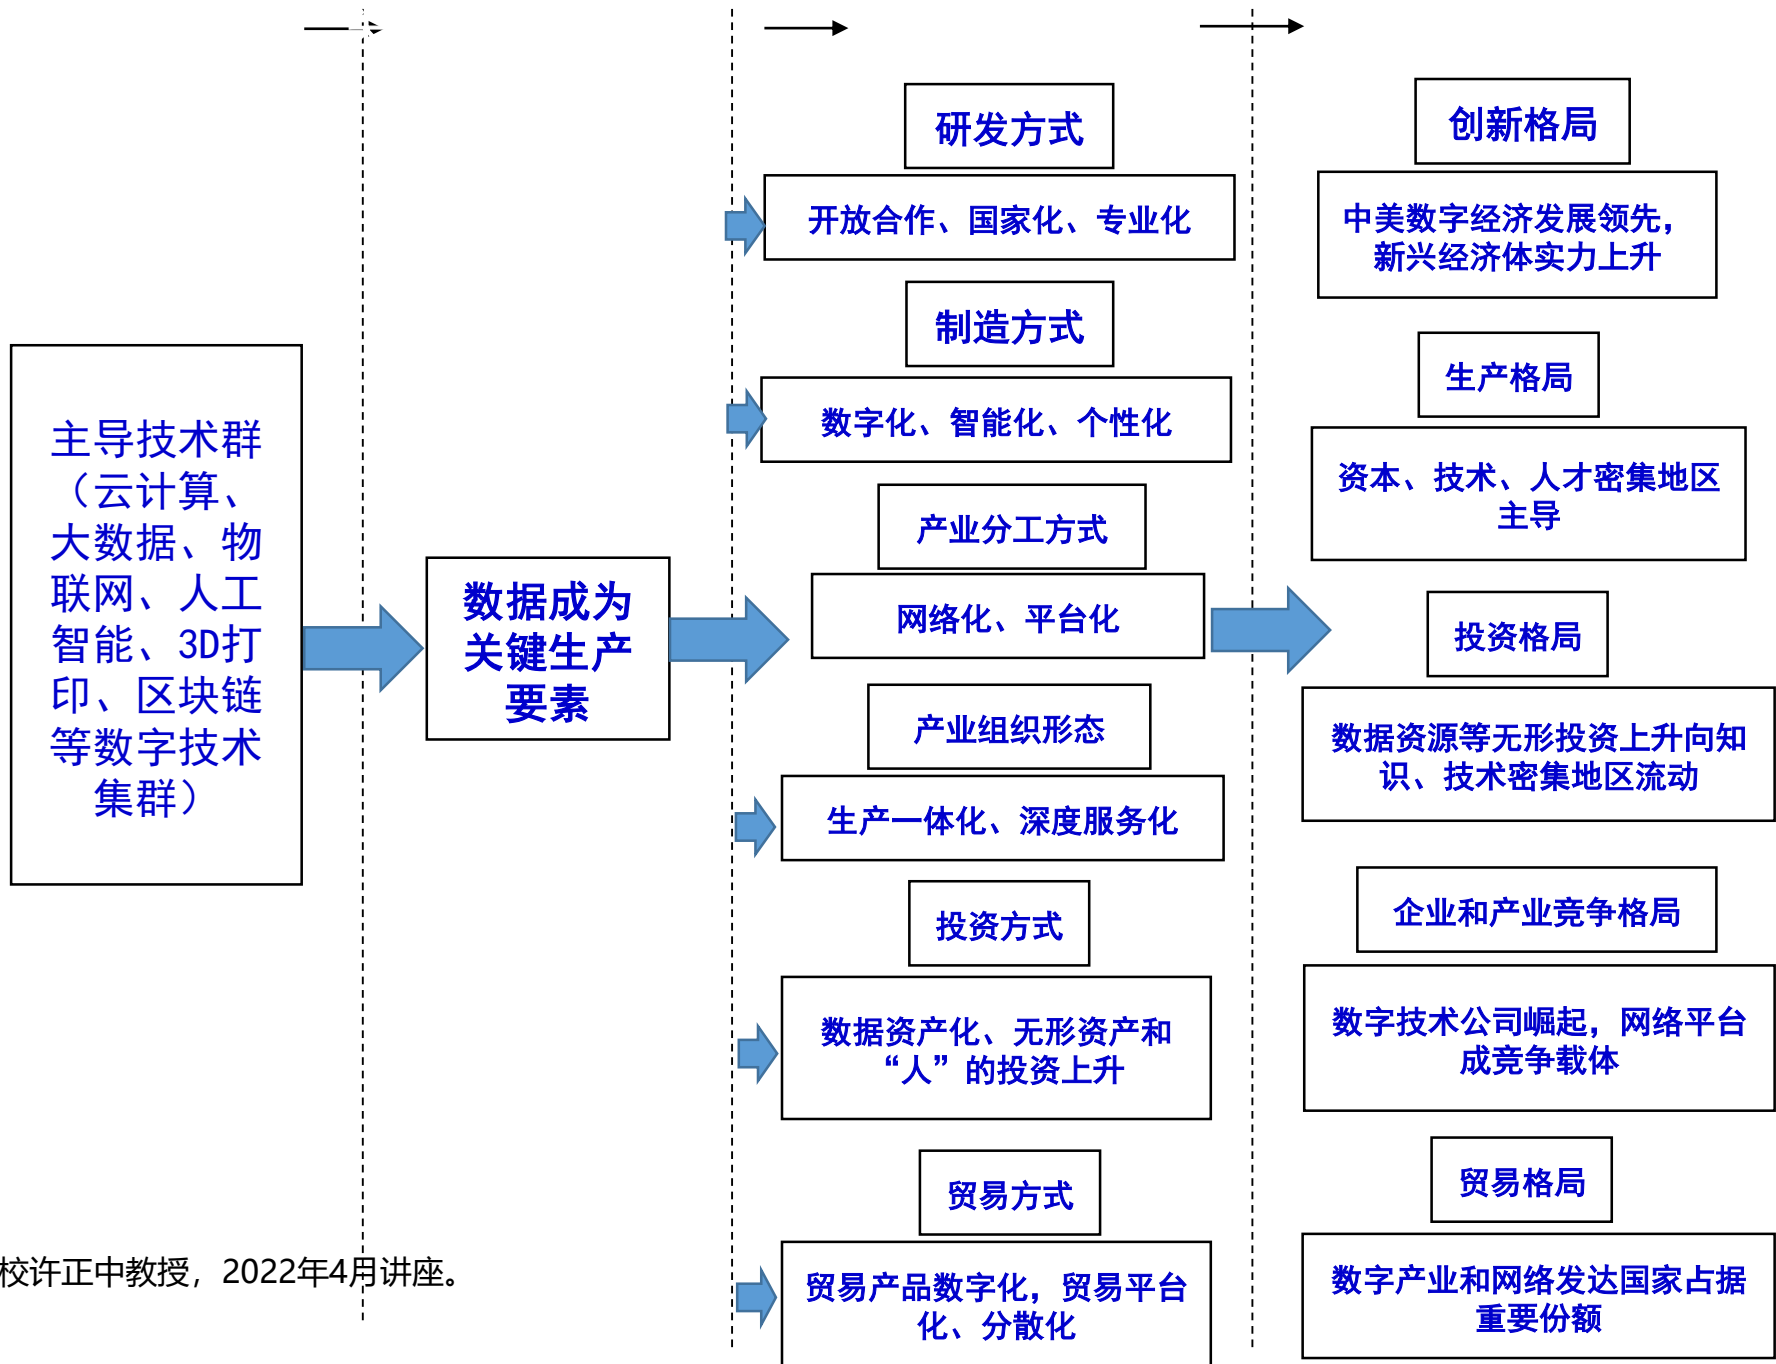 主导技术群
（云计算、
大数据、物
联网、人工
智能、3D打
印、区块链
等数字技术
集群）
数据成为
关键生产
要素
研发方式
开放合作、国家化、专业化
制造方式
数字化、智能化、个性化
产业分工方式
网络化、平台化
产业组织形态
生产一体化、深度服务化
投资方式
数据资产化、无形资产和
“人”的投资上升
贸易方式
贸易产品数字化，贸易平台
化、分散化
创新格局
中美数字经济发展领先，
新兴经济体实力上升
生产格局
资本、技术、人才密集地区
主导
投资格局
数据资源等无形投资上升向知
识、技术密集地区流动
企业和产业竞争格局
数字技术公司崛起，网络平台
成竞争载体
贸易格局
数字产业和网络发达国家占据
重要份额
校许正中教授，2022年4月讲座。